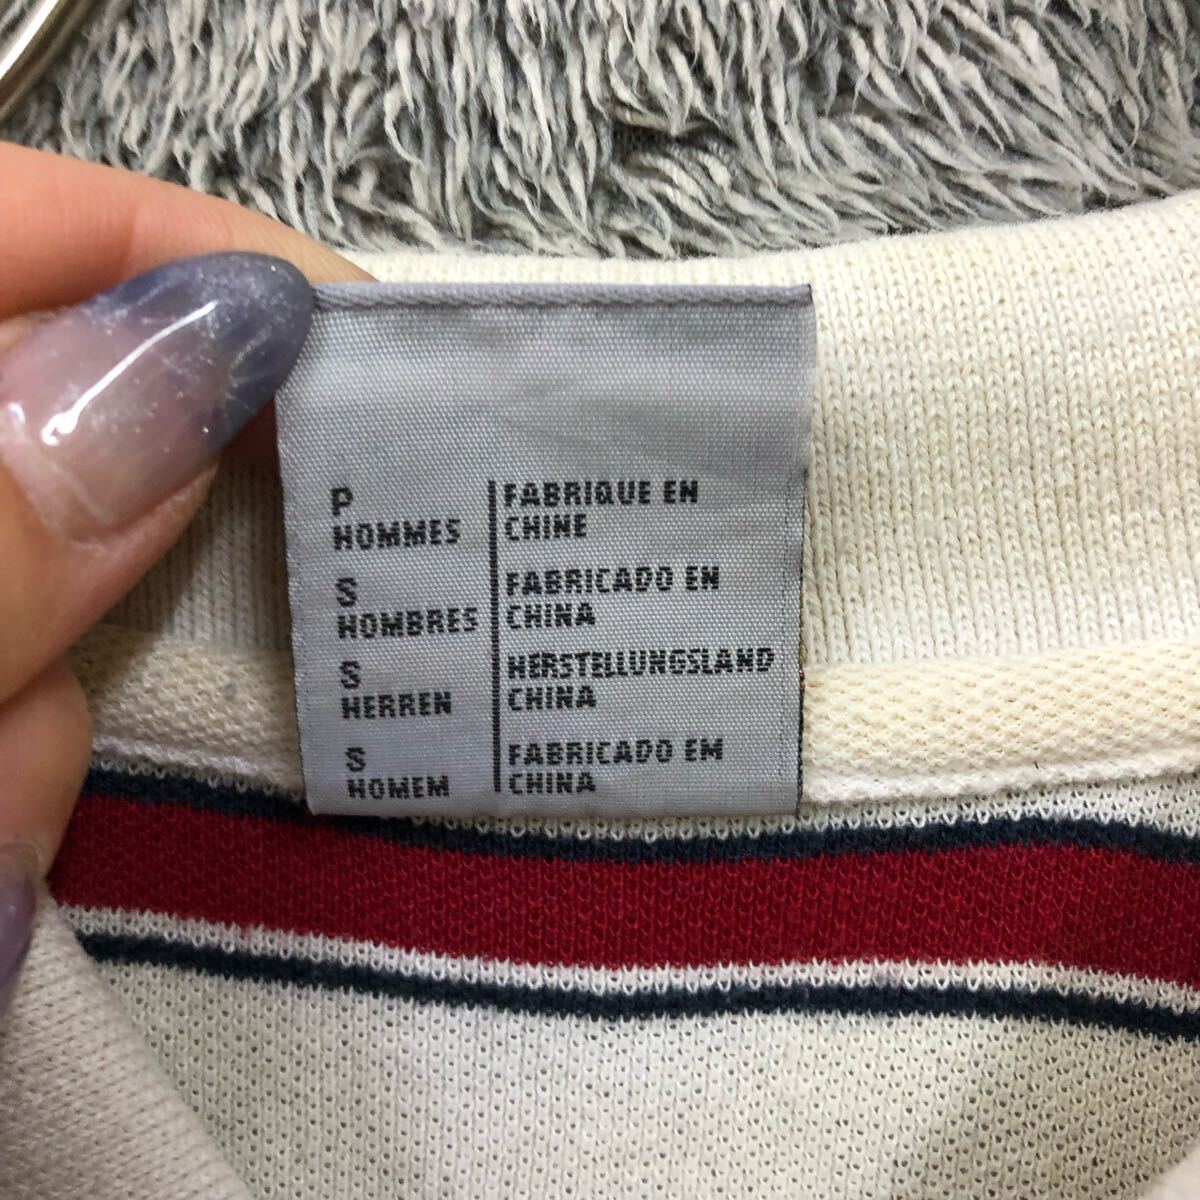 P
HOMMES
FABRIQUE EN
CHINE
S
HOMBRES
FABRICADO EN
CHINA
S
HERREN
HERSTELLUNGSLAND
CHINA
S
HOMEM
FABRICADO EM
CHINA